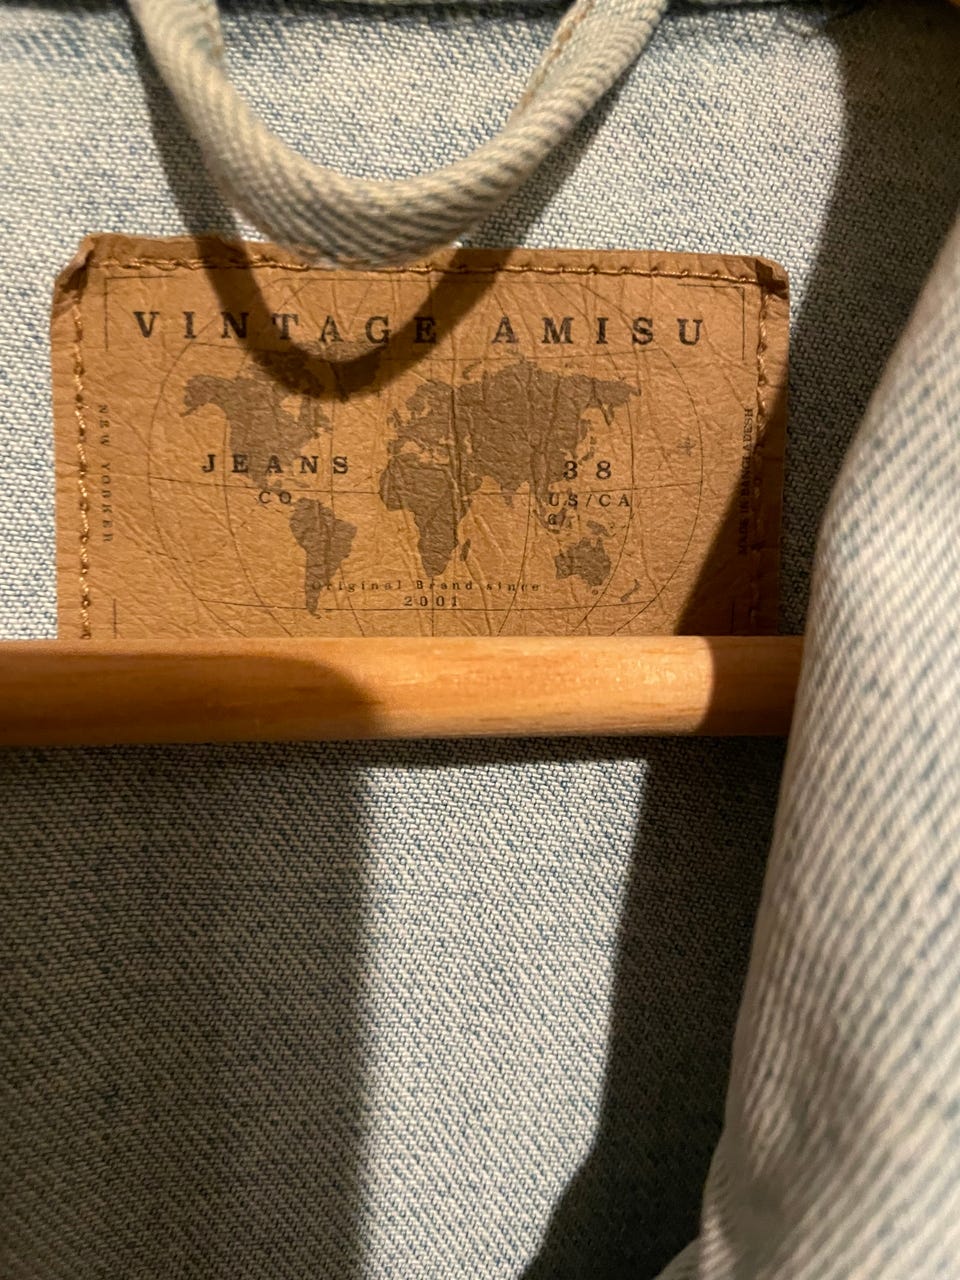 VINTAGE AMISU
NEW YORKER
JEANS
CO
38
US/CA
MADE IN BANGLADESH
Original Brand since
2001